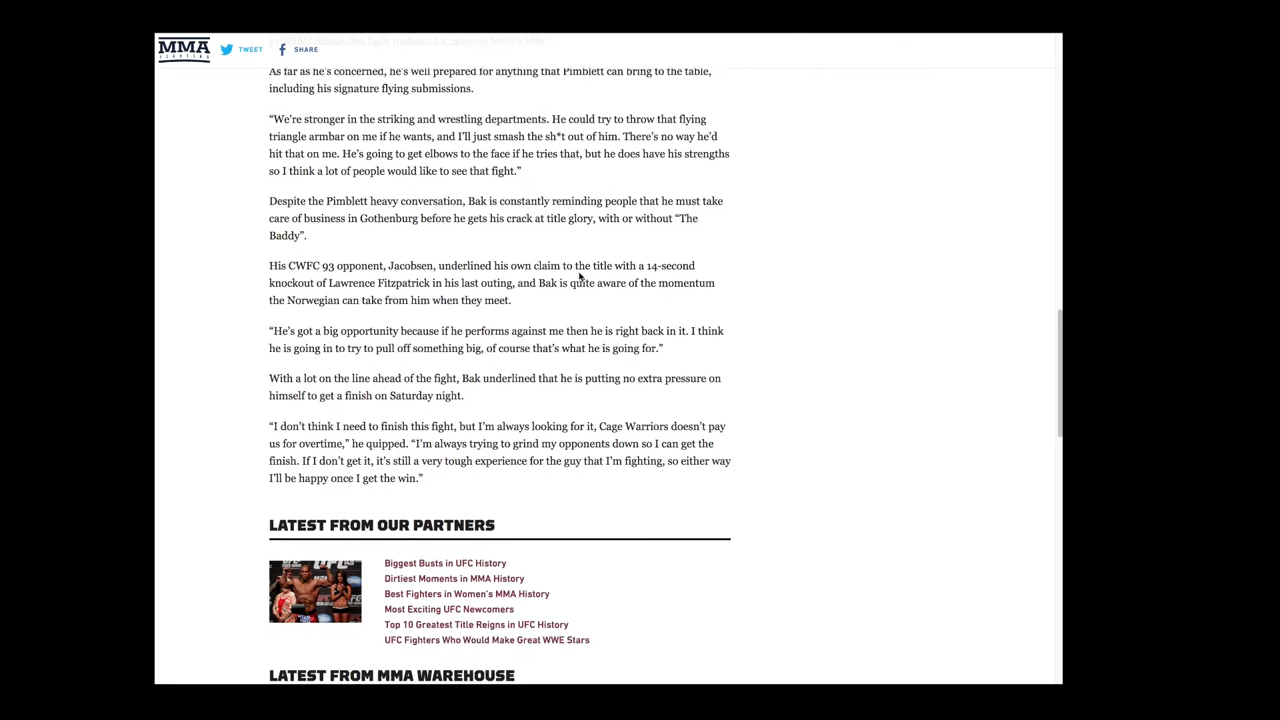 MMA
FIGHTING
TWEET
SHARE
As far as he's concerned, he's well prepared for anything that Pimblett can bring to the table,
including his signature flying submissions.
“We're stronger in the striking and wrestling departments. He could try to throw that flying
triangle armbar on me if he wants, and I'll just smash the sh*t out of him. There's no way he'd
hit that on me. He's going to get elbows to the face if he tries that, but he does have his strengths
so I think a lot of people would like to see that fight.”
Despite the Pimblett heavy conversation, Bak is constantly reminding people that he must take
care of business in Gothenburg before he gets his crack at title glory, with or without “The
Baddy”.
His CWFC 93 opponent, Jacobsen, underlined his own claim to the title with a 14-second
knockout of Lawrence Fitzpatrick in his last outing, and Bak is quite aware of the momentum
the Norwegian can take from him when they meet.
“He's got a big opportunity because if he performs against me then he is right back in it. I think
he is going in to try to pull off something big, of course that's what he is going for.”
With a lot on the line ahead of the fight, Bak underlined that he is putting no extra pressure on
himself to get a finish on Saturday night.
“I don't think I need to finish this fight, but I'm always looking for it, Cage Warriors doesn't pay
us for overtime,” he quipped. “I'm always trying to grind my opponents down so I can get the
finish. If I don't get it, it's still a very tough experience for the guy that I'm fighting, so either way
I'll be happy once I get the win.”
LATEST FROM OUR PARTNERS
Biggest Busts in UFC History
Dirtiest Moments in MMA History
Best Fighters in Women's MMA History
Most Exciting UFC Newcomers
Top 10 Greatest Title Reigns in UFC History
UFC Fighters Who Would Make Great WWE Stars
LATEST FROM MMA WAREHOUSE